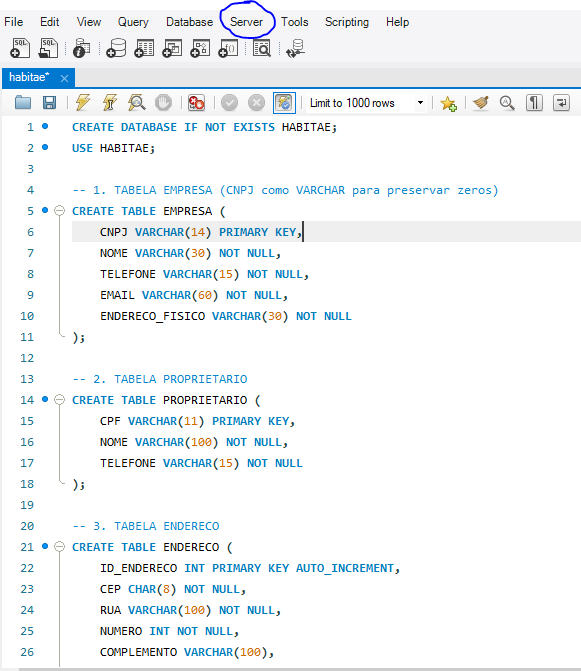 File Edit View Query Database Server Tools Scripting Help
habitae*
Limit to 1000 rows
1 CREATE DATABASE IF NOT EXISTS HABITAE;
2 USE HABITAE;
3
4 -- 1. TABELA EMPRESA (CNPJ como VARCHAR para preservar zeros)
5 CREATE TABLE EMPRESA (
6 CNPJ VARCHAR(14) PRIMARY KEY,
7 NOME VARCHAR(30) NOT NULL,
8 TELEFONE VARCHAR(15) NOT NULL,
9 EMAIL VARCHAR(60) NOT NULL,
10 ENDERECO_FISICO VARCHAR(30) NOT NULL
11 );
12
13 -- 2. TABELA PROPRIETARIO
14 CREATE TABLE PROPRIETARIO (
15 CPF VARCHAR(11) PRIMARY KEY,
16 NOME VARCHAR(100) NOT NULL,
17 TELEFONE VARCHAR(15) NOT NULL
18 );
19
20 -- 3. TABELA ENDERECO
21 CREATE TABLE ENDERECO (
22 ID_ENDERECO INT PRIMARY KEY AUTO_INCREMENT,
23 CEP CHAR(8) NOT NULL,
24 RUA VARCHAR(100) NOT NULL,
25 NUMERO INT NOT NULL,
26 COMPLEMENTO VARCHAR(100),